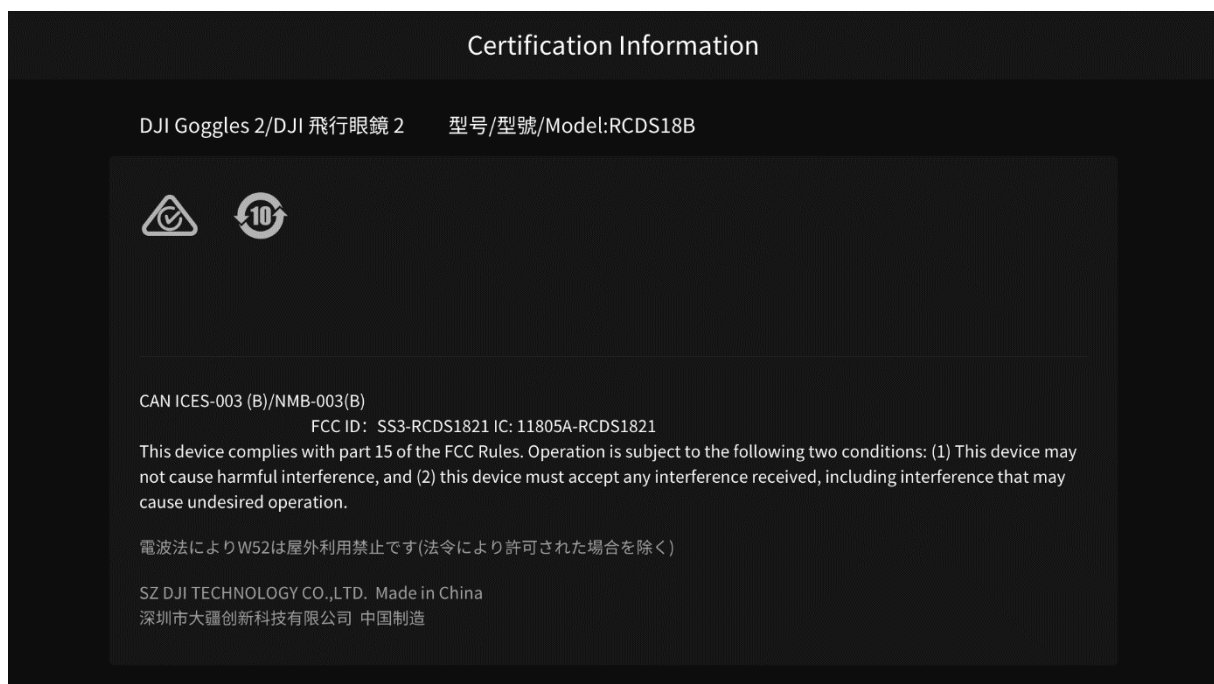 Certification Information
DJI Goggles 2/DJI 飛行眼鏡 2 型号/型號/Model:RCDS18B
10
CAN ICES-003 (B)/NMB-003(B)
FCC ID: SS3-RCDS1821 IC: 11805A-RCDS1821
This device complies with part 15 of the FCC Rules. Operation is subject to the following two conditions: (1) This device may
not cause harmful interference, and (2) this device must accept any interference received, including interference that may
cause undesired operation.
電波法によりW52は屋外利用禁止です(法令により許可された場合を除く)
SZ DJI TECHNOLOGY CO.,LTD. Made in China
深圳市大疆创新科技有限公司 中国制造